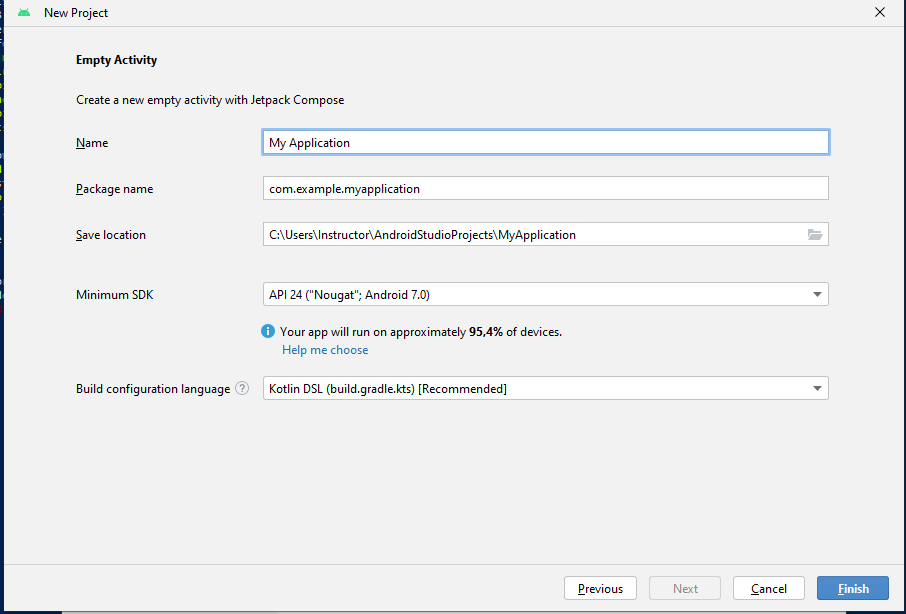 New Project
Empty Activity
Create a new empty activity with Jetpack Compose
Name
My Application
Package name
com.example.myapplication
Save location
C:\Users\Instructor\AndroidStudioProjects\MyApplication
Minimum SDK
API 24 ("Nougat"; Android 7.0)
Your app will run on approximately 95,4% of devices.
Help me choose
Build configuration language ?
Kotlin DSL (build.gradle.kts) [Recommended]
Previous
Next
Cancel
Finish